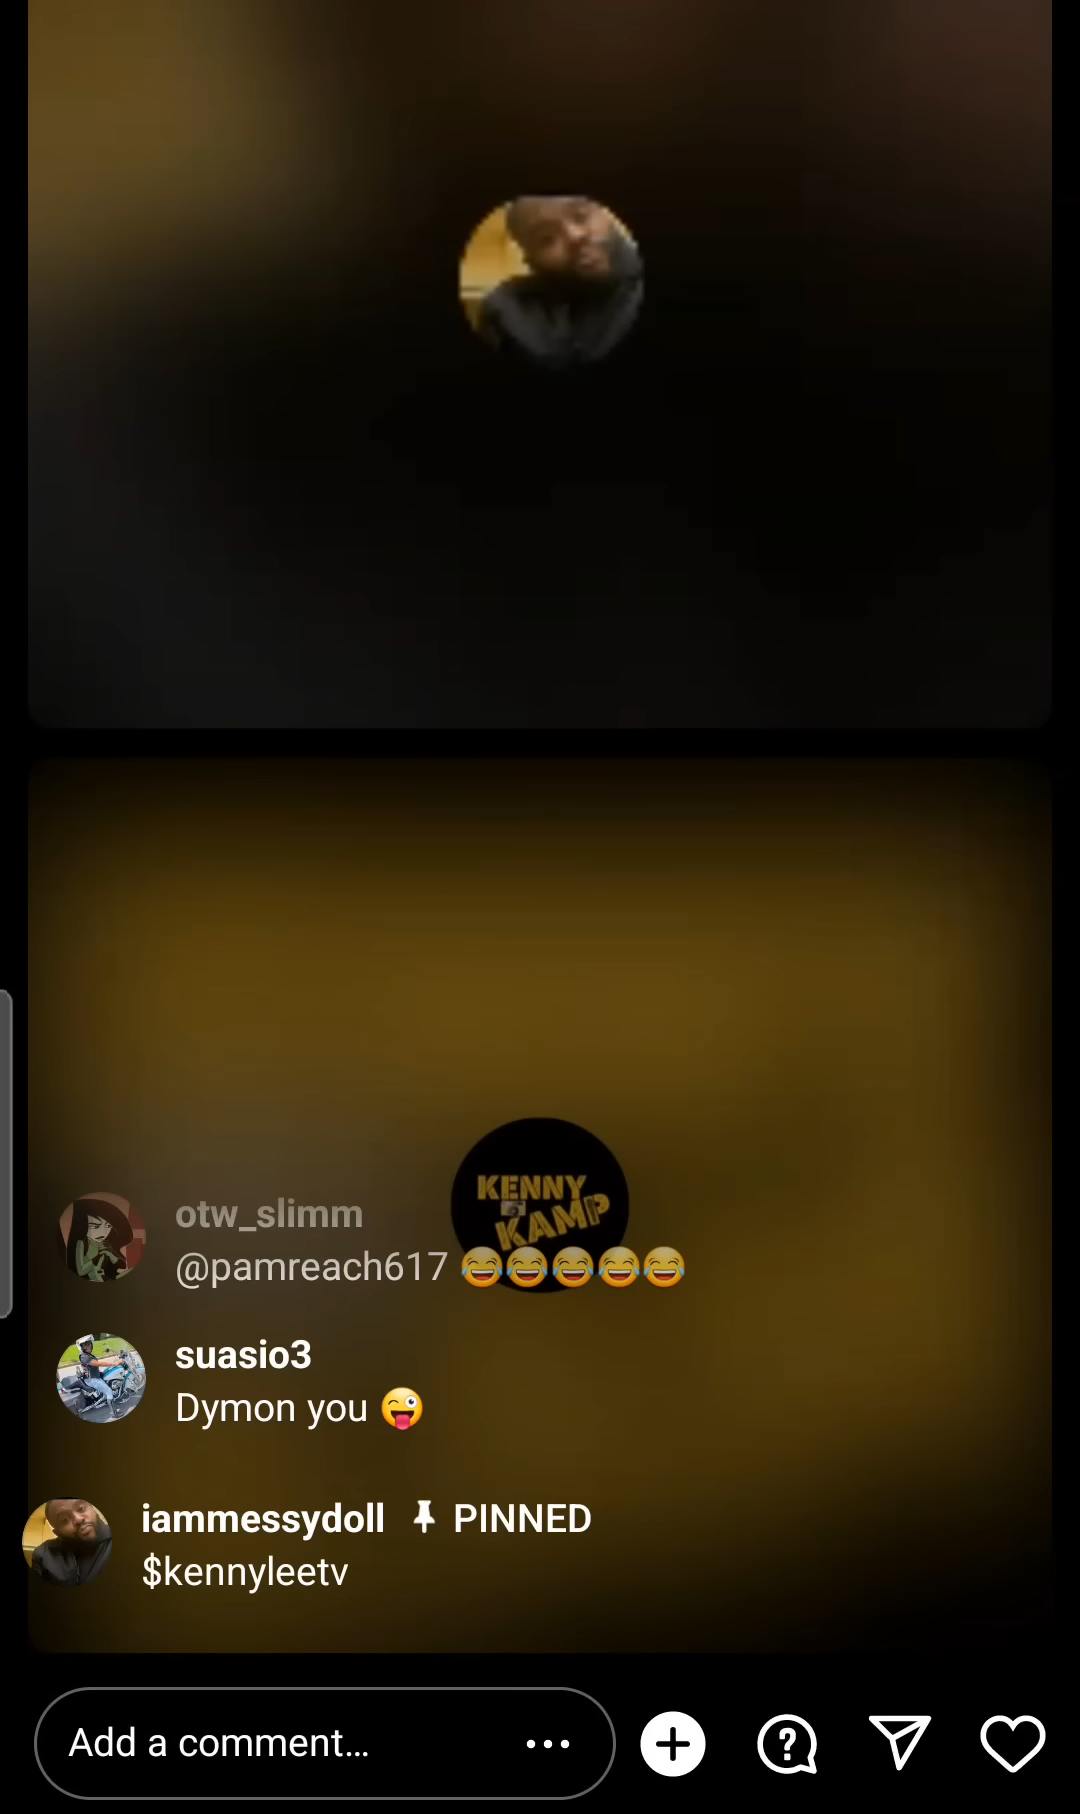 KENNY
KAMP
otw_slimm
@pamreach617 😂😂😂😂😂
suasio3
Dymon you 😜
iammessydoll 📌 PINNED
$kennyleetv
Add a comment...